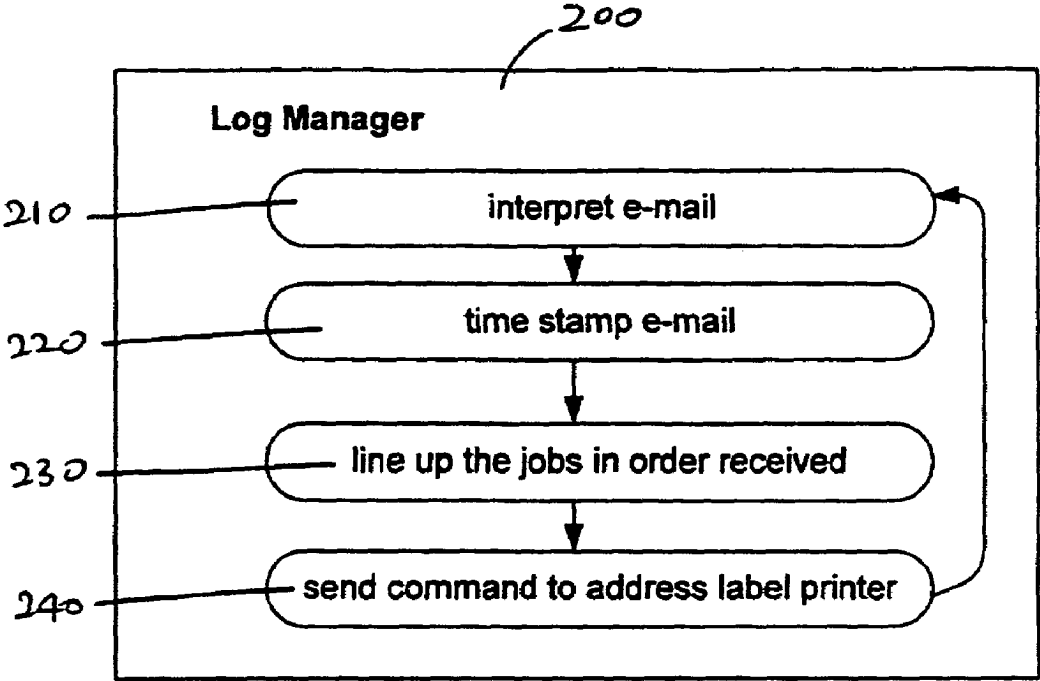 200
Log Manager
210
interpret e-mail
220
time stamp e-mail
230
line up the jobs in order received
240
send command to address label printer